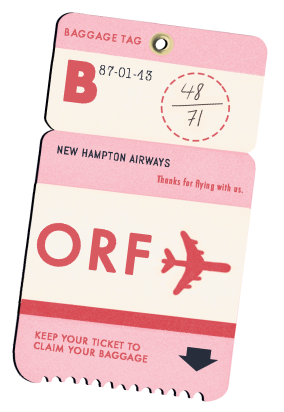 BAGGAGE TAG
B 87-01-13
48
71
NEW HAMPTON AIRWAYS
Thanks for flying with us.
ORF
KEEP YOUR TICKET TO
CLAIM YOUR BAGGAGE